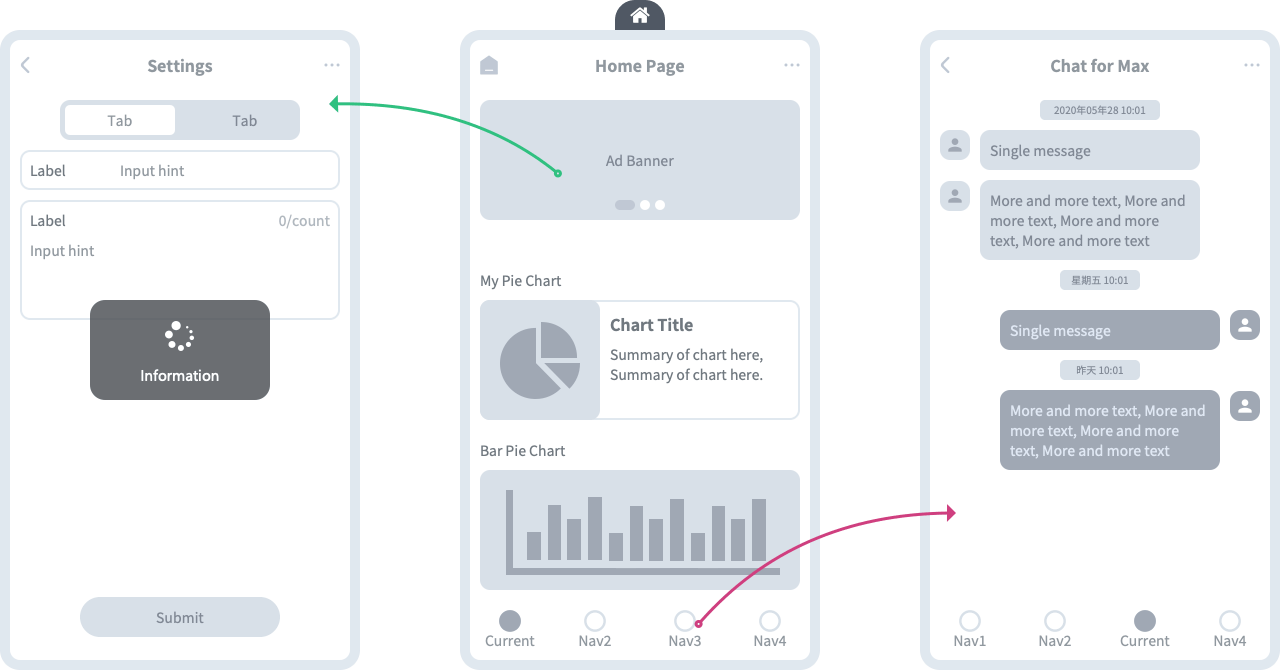 Settings
Tab
Tab
Label
Input hint
Label
0/count
Input hint
Information
Submit
Home Page
Ad Banner
My Pie Chart
Chart Title
Summary of chart here,
Summary of chart here.
Bar Pie Chart
Current
Nav2
Nav3
Nav4
Chat for Max
2020年05年28 10:01
Single message
More and more text, More and
more text, More and more
text, More and more text
星期五 10:01
Single message
昨天 10:01
More and more text, More and
more text, More and more
text, More and more text
Nav1
Nav2
Current
Nav4